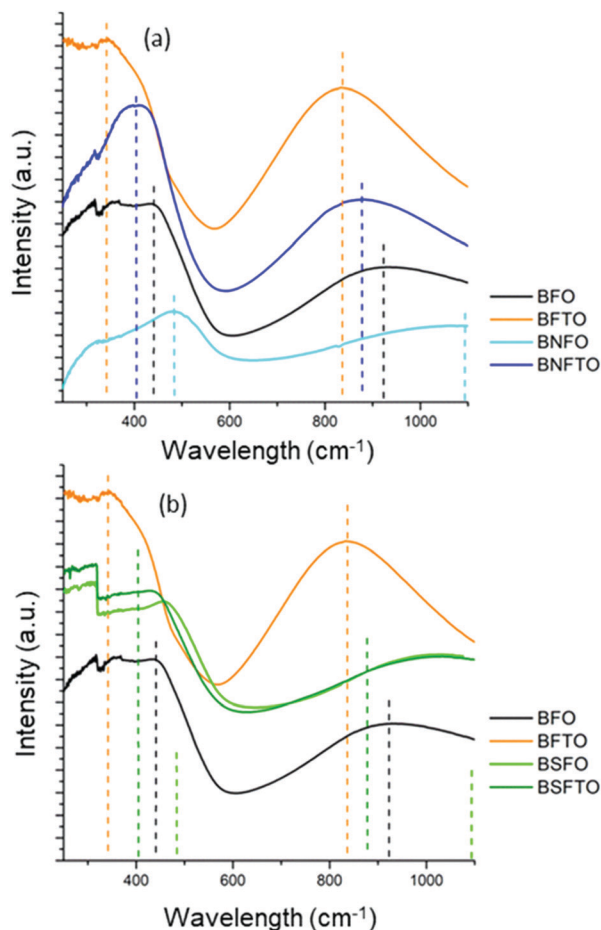 (a)
Intensity (a.u.)
400 600 800 1000
Wavelength (cm⁻¹)
BFO
BFTO
BNFO
BNFTO
(b)
Intensity (a.u.)
400 600 800 1000
Wavelength (cm⁻¹)
BFO
BFTO
BSFO
BSFTO